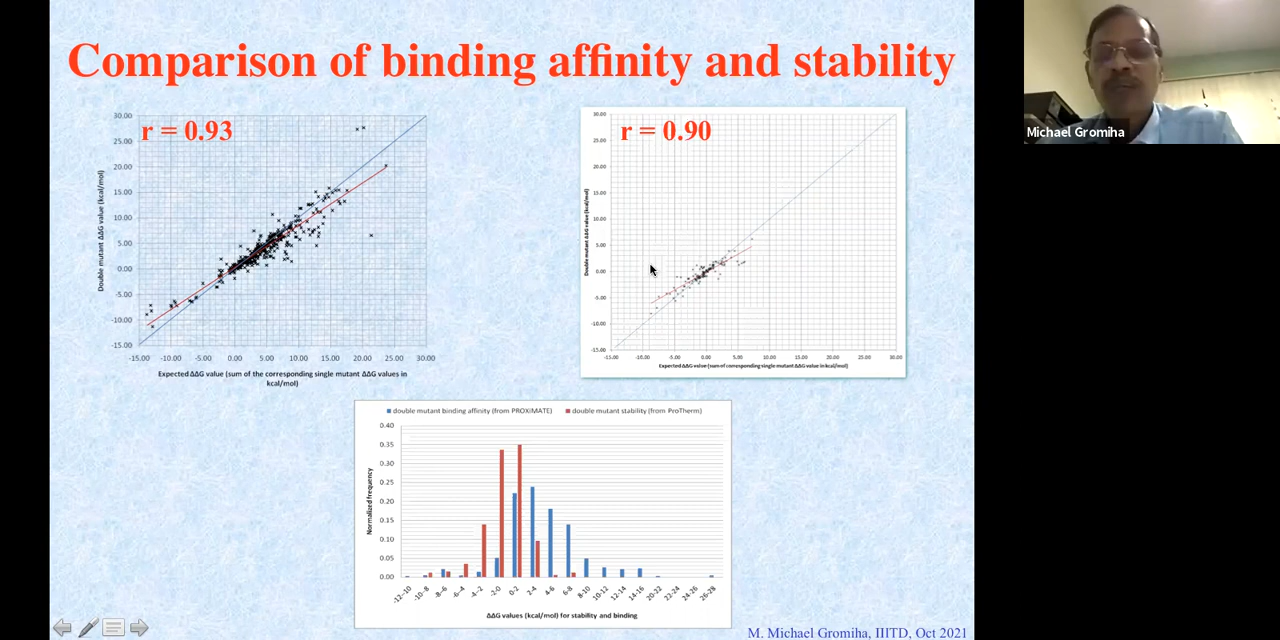 Comparison of binding affinity and stability
Michael Gromiha
r = 0.93
30.00
25.00
20.00
15.00
10.00
5.00
0.00
-5.00
-10.00
-15.00
Double mutant ΔΔG value (kcal/mol)
-15.00 -10.00 -5.00 0.00 5.00 10.00 15.00 20.00 25.00 30.00
Expected ΔΔG value (sum of the corresponding single mutant ΔΔG values in
kcal/mol)
r = 0.90
30.00
25.00
20.00
15.00
10.00
5.00
0.00
-5.00
-10.00
-15.00
Double mutant ΔΔG value (kcal/mol)
-15.00 -10.00 -5.00 0.00 5.00 10.00 15.00 20.00 25.00 30.00
Expected ΔΔG value (sum of corresponding single mutant ΔΔG value in kcal/mol)
double mutant binding affinity (from PROXiMATE) double mutant stability (from ProTherm)
0.40
0.35
0.30
0.25
0.20
0.15
0.10
0.05
0.00
Normalized frequency
-12--10 -10--8 -8--6 -6--4 -4--2 -2-0 0-2 2-4 4-6 6-8 8-10 10-12 12-14 14-16 20-22 22-24 24-26 26-28
ΔΔG values (kcal/mol) for stability and binding
M. Michael Gromiha, IIITD, Oct 2021